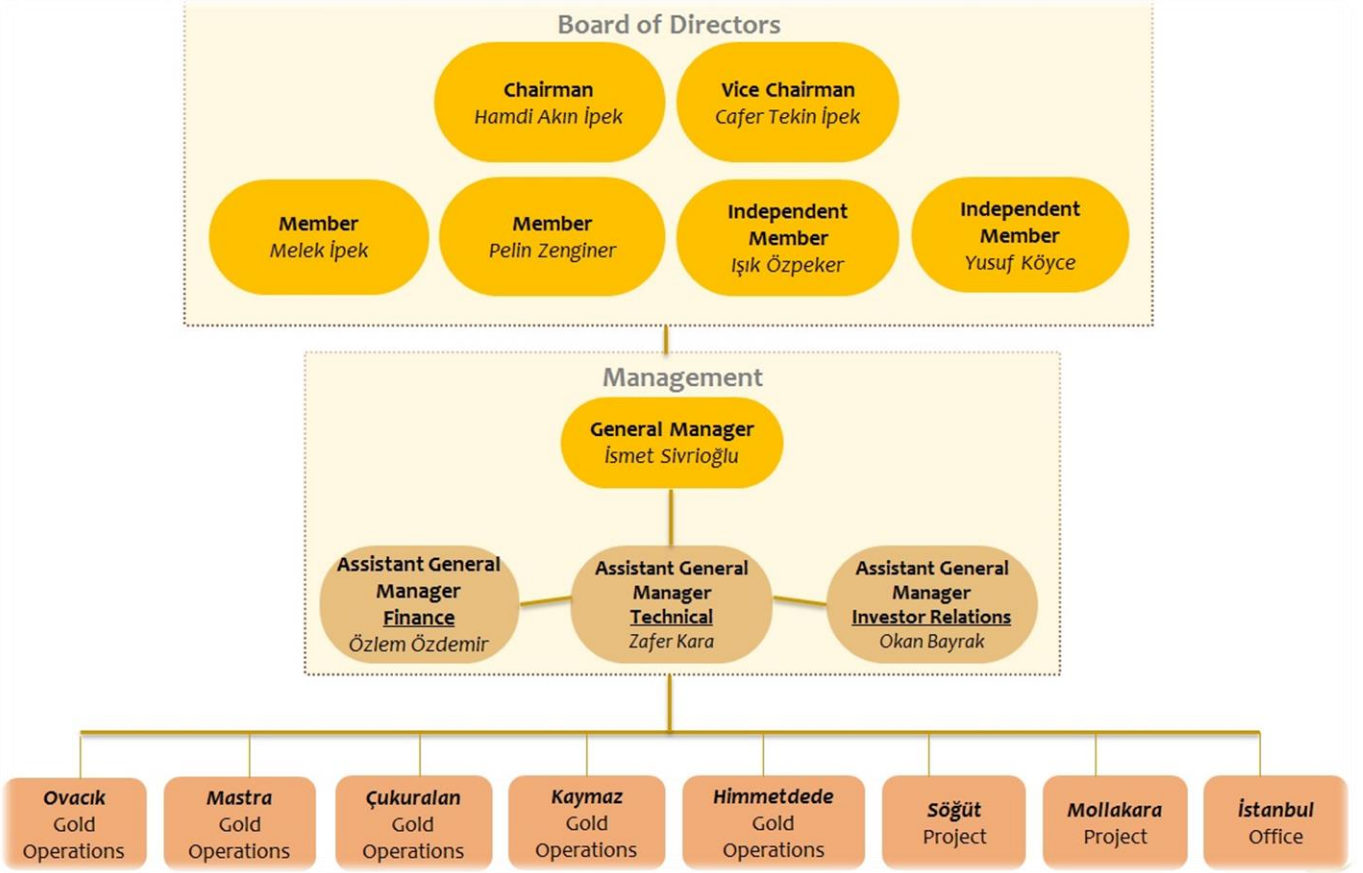 Board of Directors
Chairman
Hamdi Akın İpek
Vice Chairman
Cafer Tekin İpek
Member
Melek İpek
Member
Pelin Zenginer
Independent
Member
Işık Özpeker
Independent
Member
Yusuf Köyce
Management
General Manager
İsmet Sivrioğlu
Assistant General
Manager
Finance
Özlem Özdemir
Assistant General
Manager
Technical
Zafer Kara
Assistant General
Manager
Investor Relations
Okan Bayrak
Ovacık
Gold
Operations
Mastra
Gold
Operations
Çukuralan
Gold
Operations
Kaymaz
Gold
Operations
Himmetdede
Gold
Operations
Söğüt
Project
Mollakara
Project
İstanbul
Office